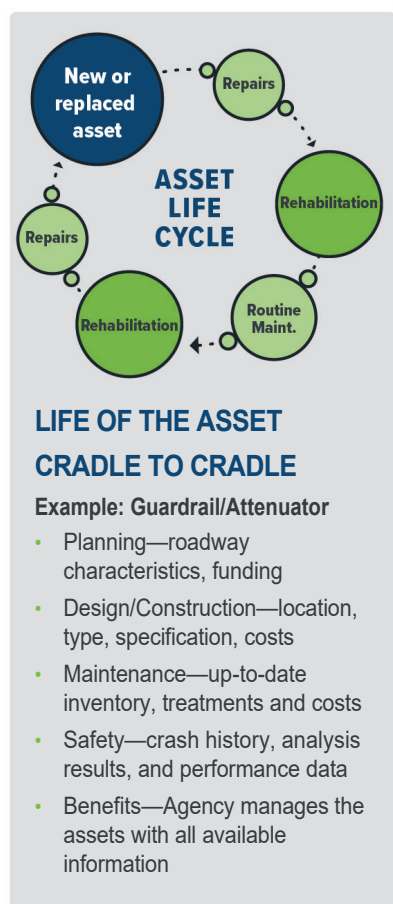 New or
replaced
asset
Repairs
ASSET
LIFE
CYCLE
Rehabilitation
Repairs
Routine
Maint.
Rehabilitation
LIFE OF THE ASSET
CRADLE TO CRADLE
Example: Guardrail/Attenuator
• Planning—roadway
characteristics, funding
• Design/Construction—location,
type, specification, costs
• Maintenance—up-to-date
inventory, treatments and costs
• Safety—crash history, analysis
results, and performance data
• Benefits—Agency manages the
assets with all available
information